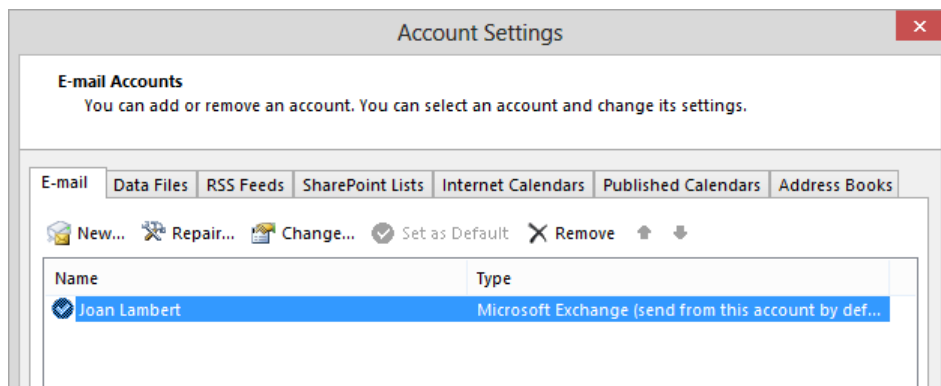 Account Settings
E-mail Accounts
You can add or remove an account. You can select an account and change its settings.
E-mail Data Files RSS Feeds SharePoint Lists Internet Calendars Published Calendars Address Books
New... Repair... Change... Set as Default Remove
Name Type
Joan Lambert Microsoft Exchange (send from this account by def...